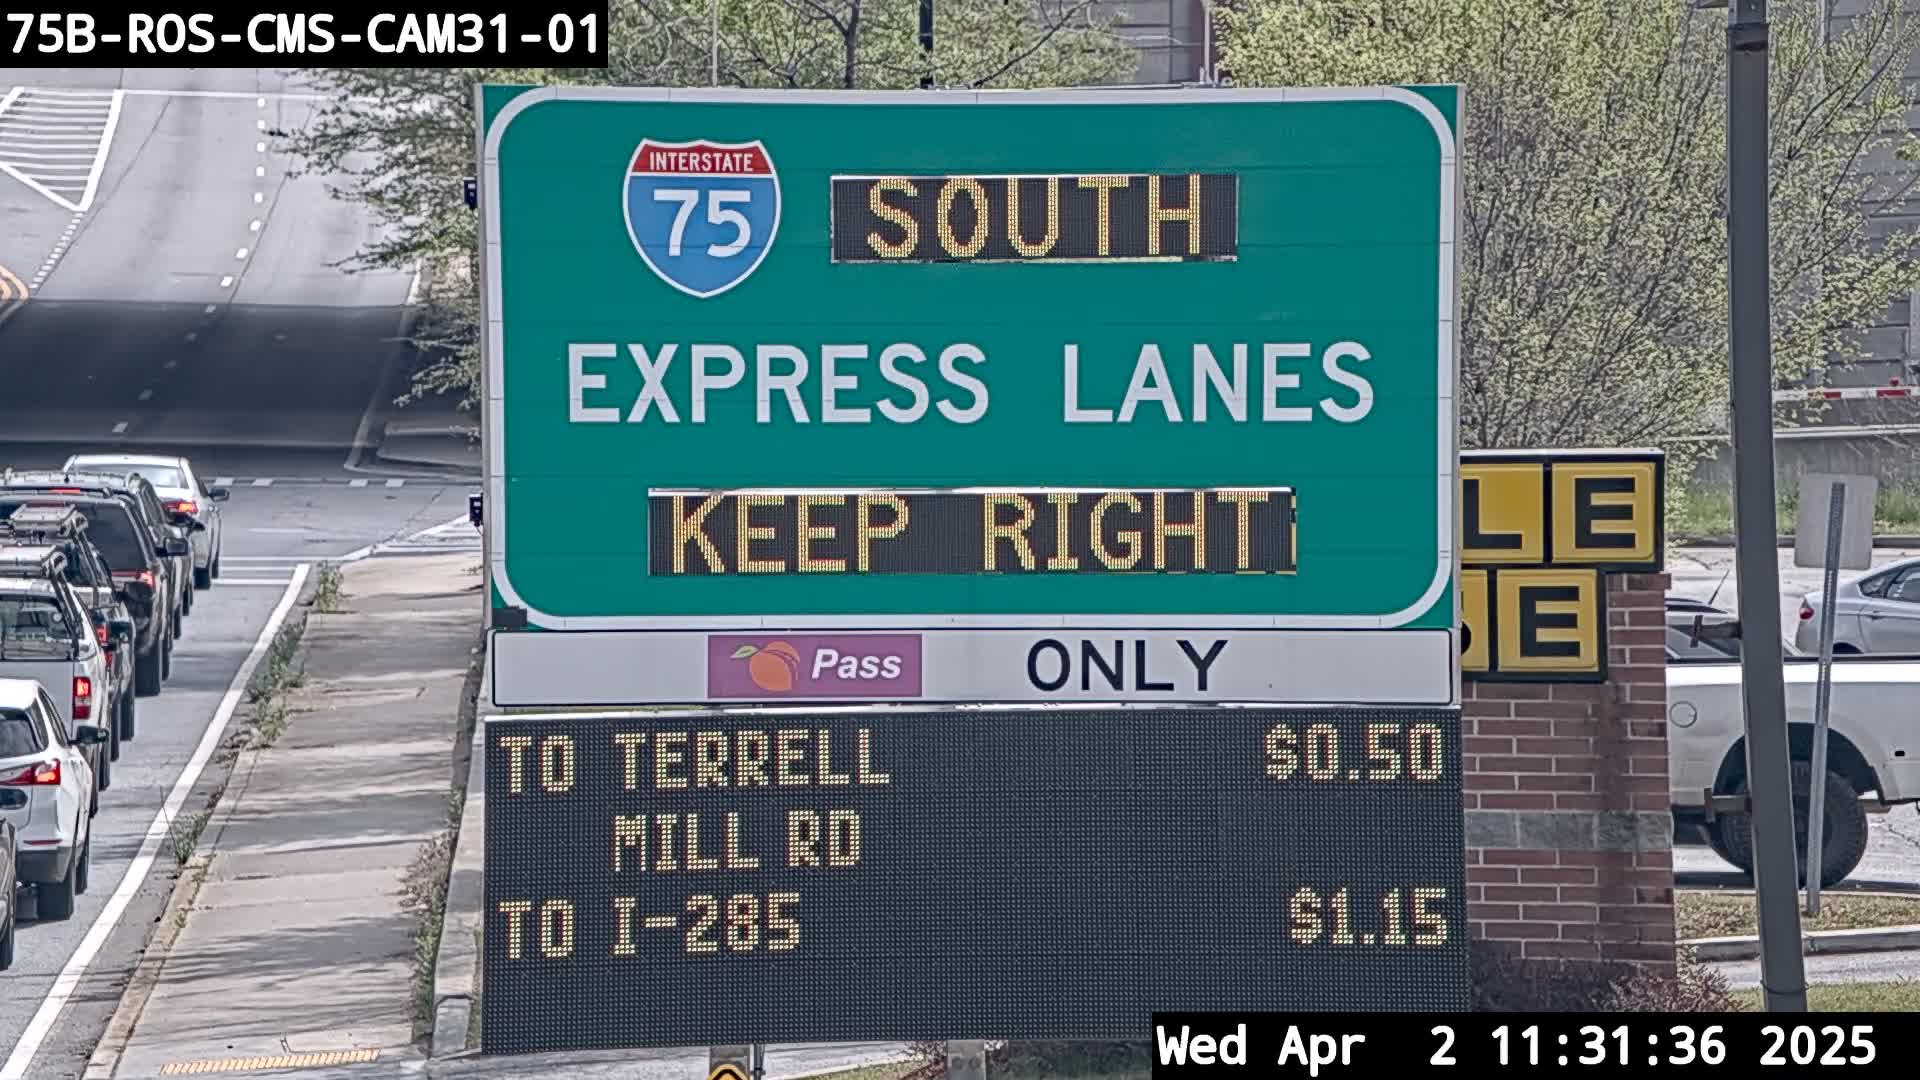 75B-ROS-CMS-CAM31-01
INTERSTATE
75
SOUTH
EXPRESS LANES
KEEP RIGHT
Pass ONLY
TO TERRELL $0.50
MILL RD
TO I-285 $1.15
LE
E
Wed Apr 2 11:31:36 2025